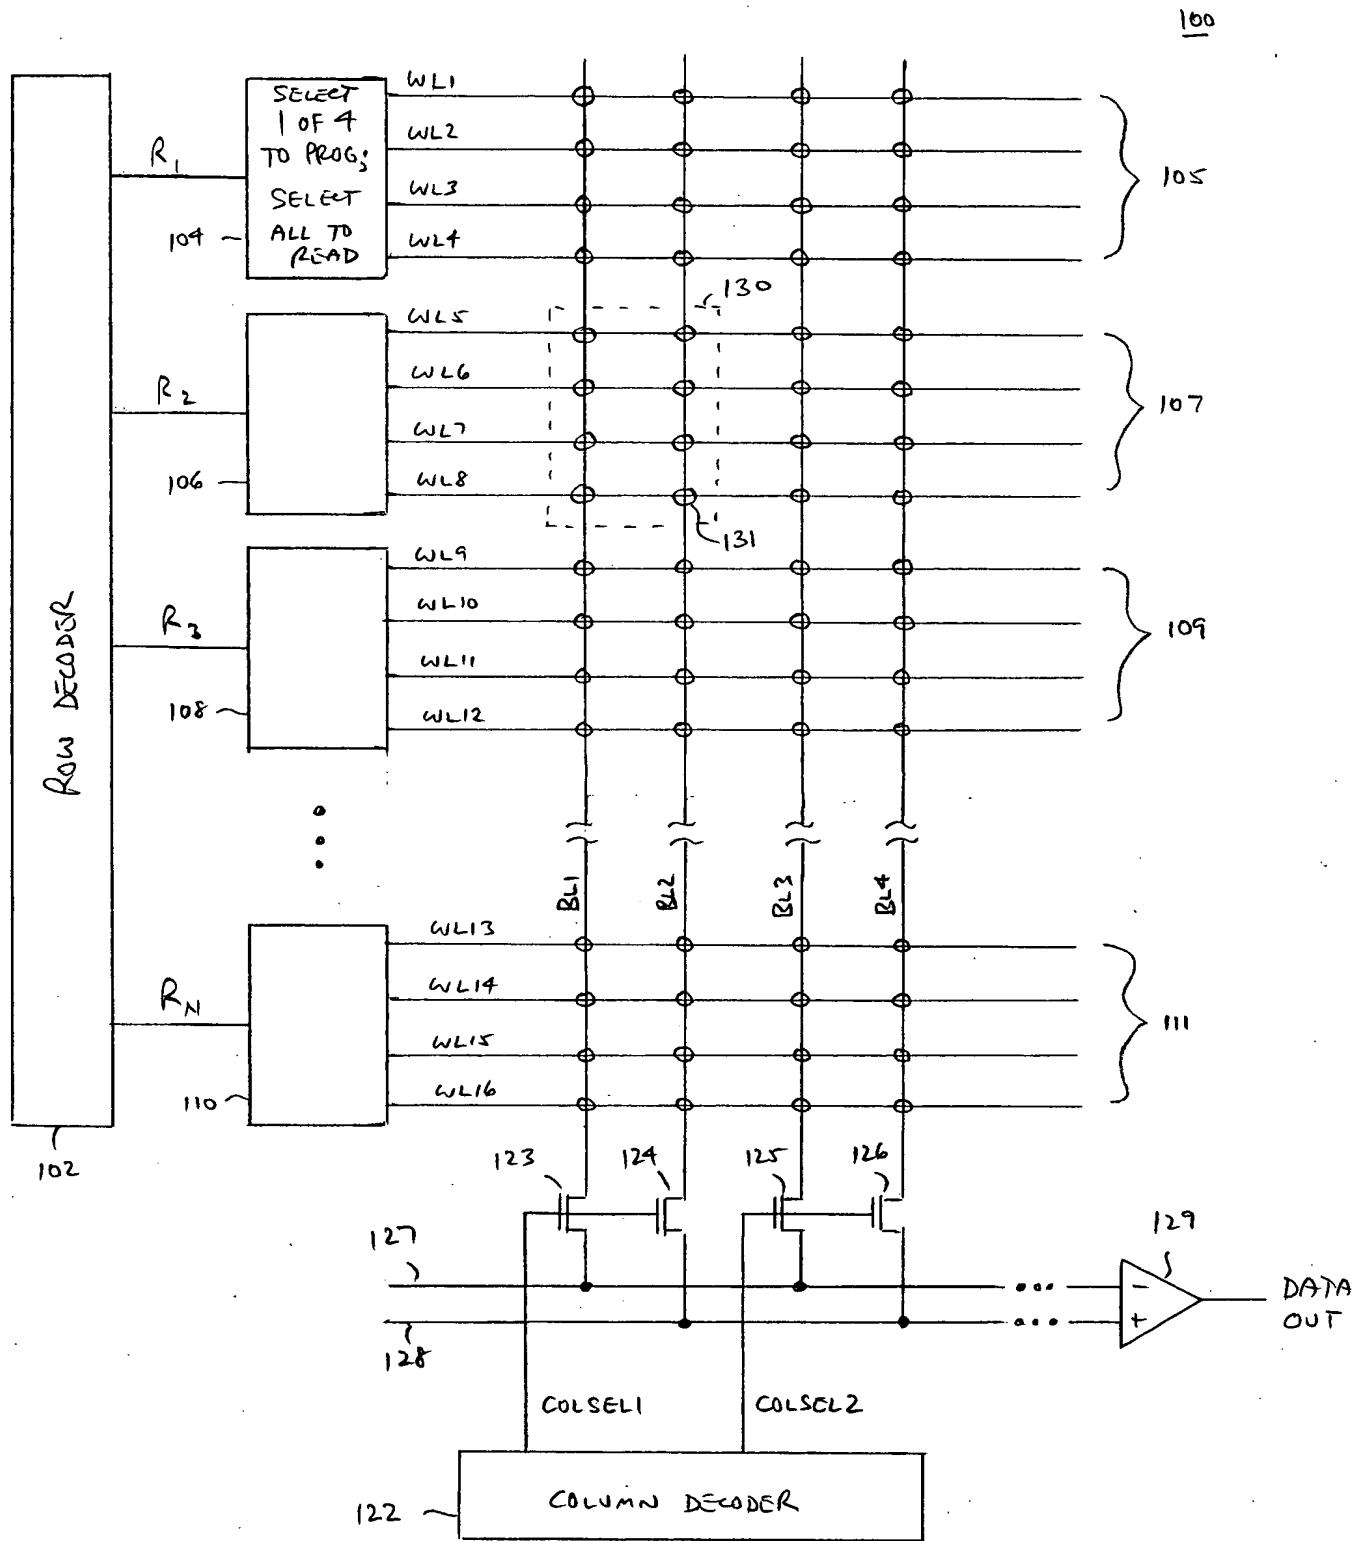 100
SELECT
1 OF 4
TO PROG;
SELECT
ALL TO
READ
WL1
WL2
WL3
WL4
R1
104
105
130
WL5
WL6
WL7
WL8
R2
106
107
131
WL9
WL10
WL11
WL12
R3
108
109
ROW DECODER
BL1
BL2
BL3
BL4
WL13
WL14
WL15
WL16
RN
110
111
102
123
124
125
126
127
128
129
-
+
DATA
OUT
COLSEL1
COLSEL2
122
COLUMN DECODER